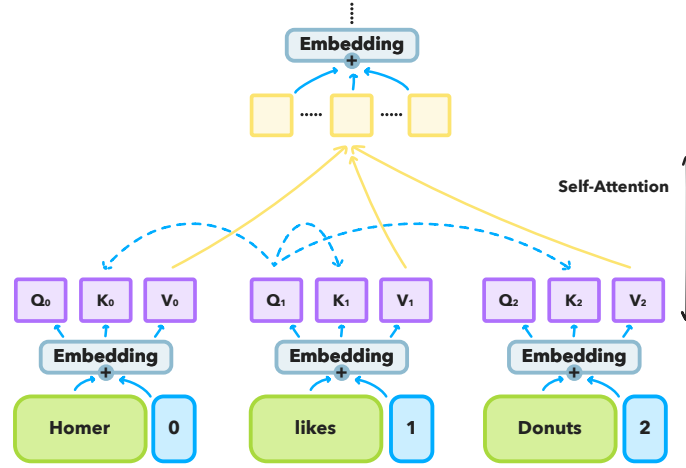 Embedding
+
Self-Attention
Q₀ K₀ V₀ Q₁ K₁ V₁ Q₂ K₂ V₂
Embedding Embedding Embedding
+ + +
Homer 0 likes 1 Donuts 2